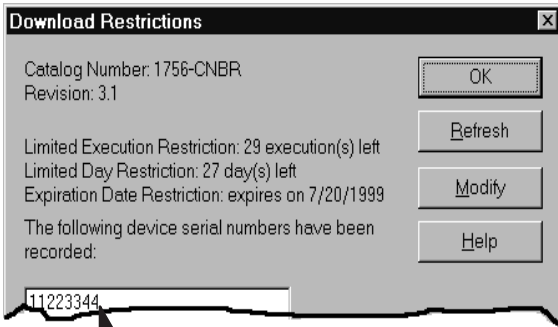 Download Restrictions
Catalog Number: 1756-CNBR
Revision: 3.1
Limited Execution Restriction: 29 execution(s) left
Limited Day Restriction: 27 day(s) left
Expiration Date Restriction: expires on 7/20/1999
The following device serial numbers have been
recorded:
11223344
OK
Refresh
Modify
Help